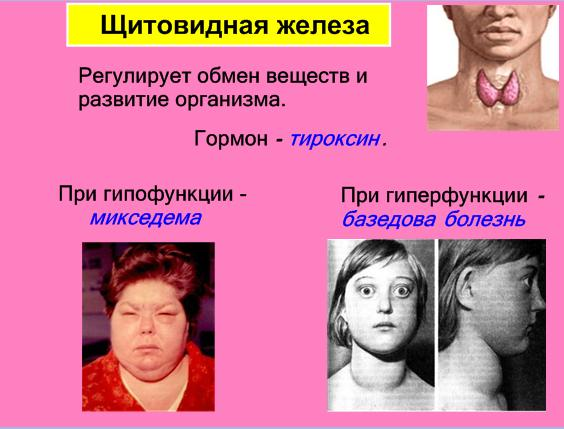 Щитовидная железа
Регулирует обмен веществ и
развитие организма.
Гормон - тироксин.
При гипофункции -
микседема
При гиперфункции -
базедова болезнь